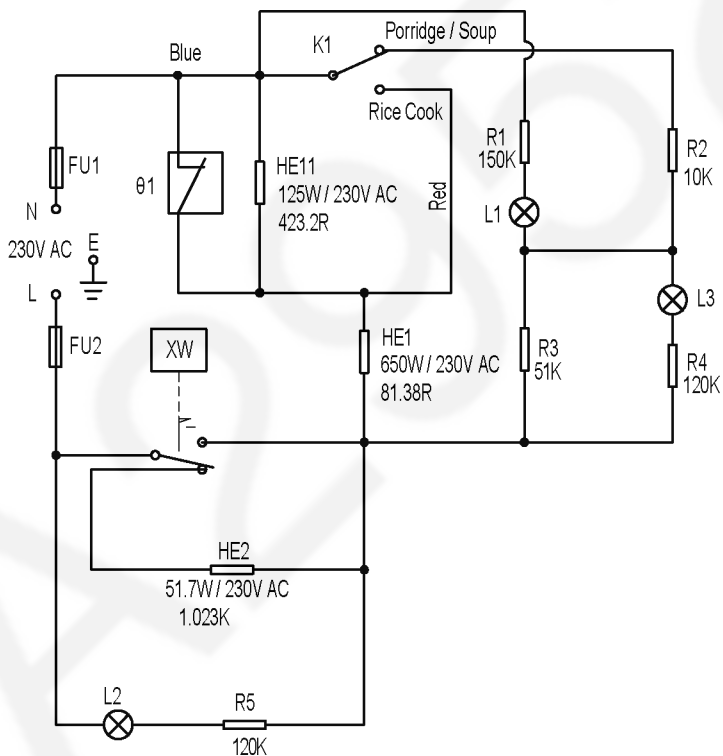 Porridge / Soup
K1
Blue
Rice Cook
R1
150K
R2
10K
FU1
θ1
HE11
125W / 230V AC
423.2R
Red
L1
N
230V AC
E
L
L3
FU2
XW
HE1
650W / 230V AC
81.38R
R3
51K
R4
120K
HE2
51.7W / 230V AC
1.023K
L2
R5
120K